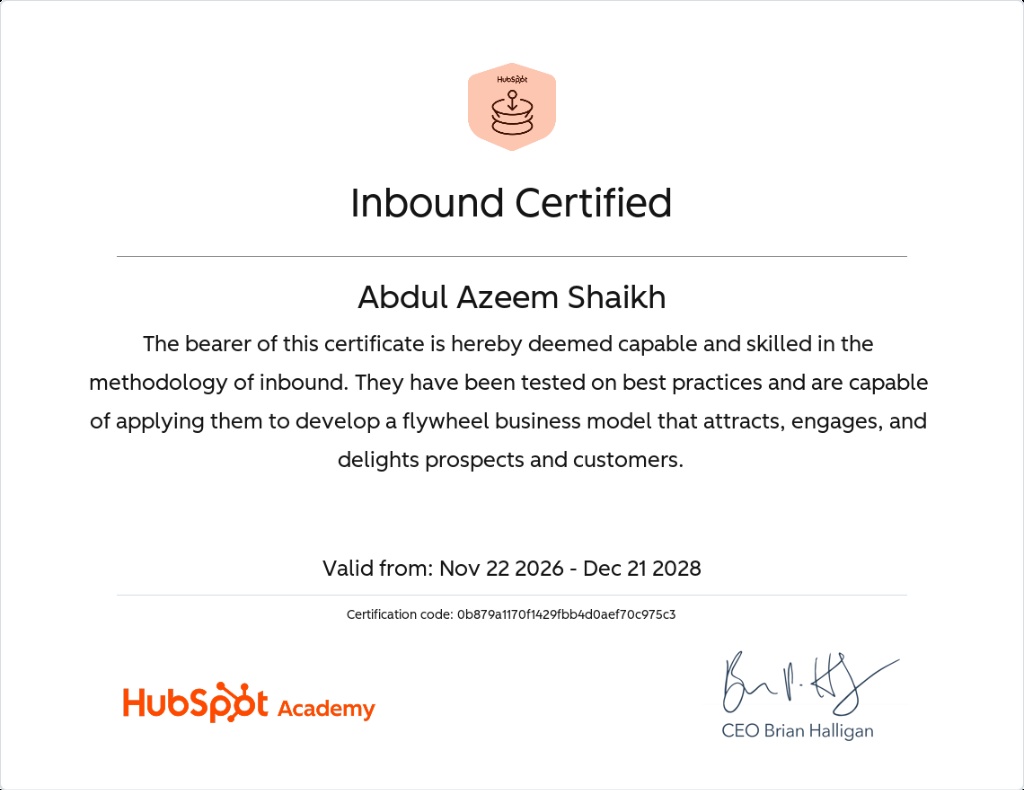 HubSpot
Inbound Certified
Abdul Azeem Shaikh
The bearer of this certificate is hereby deemed capable and skilled in the
methodology of inbound. They have been tested on best practices and are capable
of applying them to develop a flywheel business model that attracts, engages, and
delights prospects and customers.
Valid from: Nov 22 2026 - Dec 21 2028
Certification code: 0b879a1170f1429fbb4d0aef70c975c3
HubSpot Academy
CEO Brian Halligan